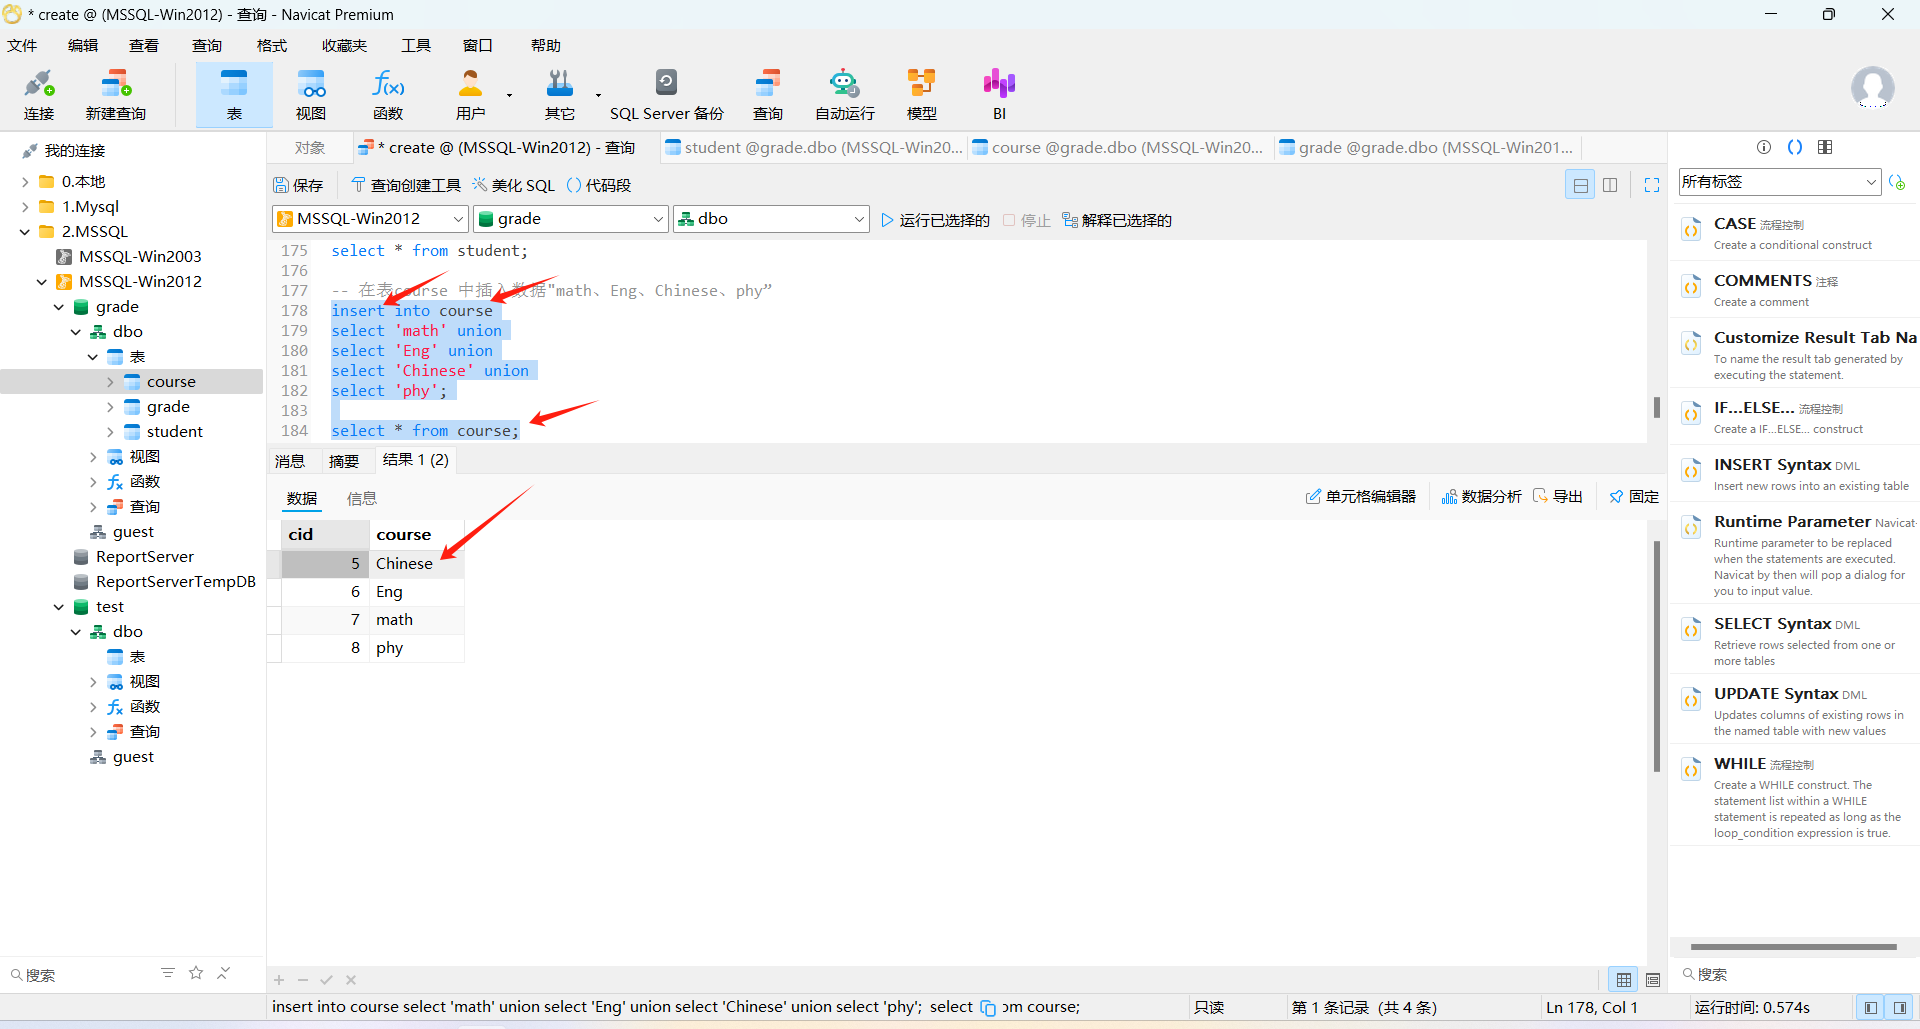 * create @ (MSSQL-Win2012) - 查询 - Navicat Premium
文件 编辑 查看 查询 格式 收藏夹 工具 窗口 帮助
连接 新建查询 表 视图 函数 用户 其它 SQL Server 备份 查询 自动运行 模型 BI
我的连接
0.本地
1.Mysql
2.MSSQL
MSSQL-Win2003
MSSQL-Win2012
grade
dbo
表
course
grade
student
视图
函数
查询
guest
ReportServer
ReportServerTempDB
test
dbo
表
视图
函数
查询
guest
搜索
对象 * create @ (MSSQL-Win2012) - 查询 student @grade.dbo (MSSQL-Win20... course @grade.dbo (MSSQL-Win20... grade @grade.dbo (MSSQL-Win201...
保存 查询创建工具 美化 SQL 代码段
MSSQL-Win2012 grade dbo 运行已选择的 停止 解释已选择的
175 select * from student;
176
177 -- 在表course 中插入数据"math、Eng、Chinese、phy”
178 insert into course
179 select 'math' union
180 select 'Eng' union
181 select 'Chinese' union
182 select 'phy';
183
184 select * from course;
消息 摘要 结果 1 (2)
数据 信息 单元格编辑器 数据分析 导出 固定
cid course
5 Chinese
6 Eng
7 math
8 phy
insert into course select 'math' union select 'Eng' union select 'Chinese' union select 'phy'; select om course; 只读 第 1 条记录 (共 4 条) Ln 178, Col 1 运行时间: 0.574s
所有标签
CASE 流程控制
Create a conditional construct
COMMENTS 注释
Create a comment
Customize Result Tab Na
To name the result tab generated by
executing the statement.
IF...ELSE... 流程控制
Create a IF...ELSE... construct
INSERT Syntax DML
Insert new rows into an existing table
Runtime Parameter Navicat
Runtime parameter to be replaced
when the statements are executed.
Navicat by then will pop a dialog for
you to input value.
SELECT Syntax DML
Retrieve rows selected from one or
more tables
UPDATE Syntax DML
Updates columns of existing rows in
the named table with new values
WHILE 流程控制
Create a WHILE construct. The
statement list within a WHILE
statement is repeated as long as the
loop_condition expression is true.
搜索